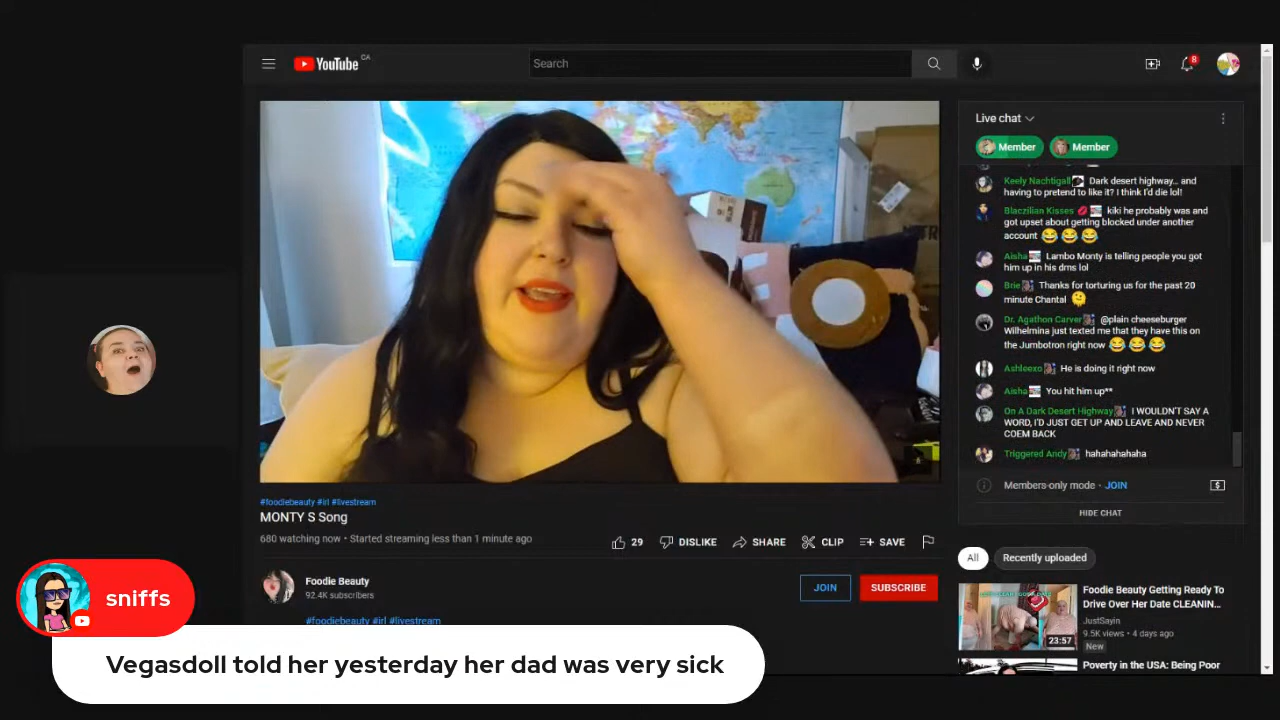 YouTube CA
Search
8
Live chat
Member Member
Keely Nachtigall Dark desert highway... and
having to pretend to like it? I think I'd die lol!
Blaczilian Kisses kiki he probably was and
got upset about getting blocked under another
account 😂😂😂
Aisha Lambo Monty is telling people you got
him up in his dms lol
Brie Thanks for torturing us for the past 20
minute Chantal 🫠
Dr. Agathon Carver @plain cheeseburger
Wilhelmina just texted me that they have this on
the Jumbotron right now 😂😂😂
Ashleexo He is doing it right now
Aisha You hit him up**
On A Dark Desert Highway I WOULDN'T SAY A
WORD, I'D JUST GET UP AND LEAVE AND NEVER
COEM BACK
Triggered Andy hahahahahaha
Members-only mode · JOIN
HIDE CHAT
#foodiebeauty #irl #livestream
MONTY S Song
680 watching now • Started streaming less than 1 minute ago
29 DISLIKE SHARE CLIP SAVE
Foodie Beauty
92.4K subscribers
JOIN SUBSCRIBE
#foodiebeauty #irl #livestream
All Recently uploaded
23:57
Foodie Beauty Getting Ready To
Drive Over Her Date CLEANIN...
JustSayin
9.5K views • 4 days ago
New
Poverty in the USA: Being Poor
sniffs
Vegasdoll told her yesterday her dad was very sick